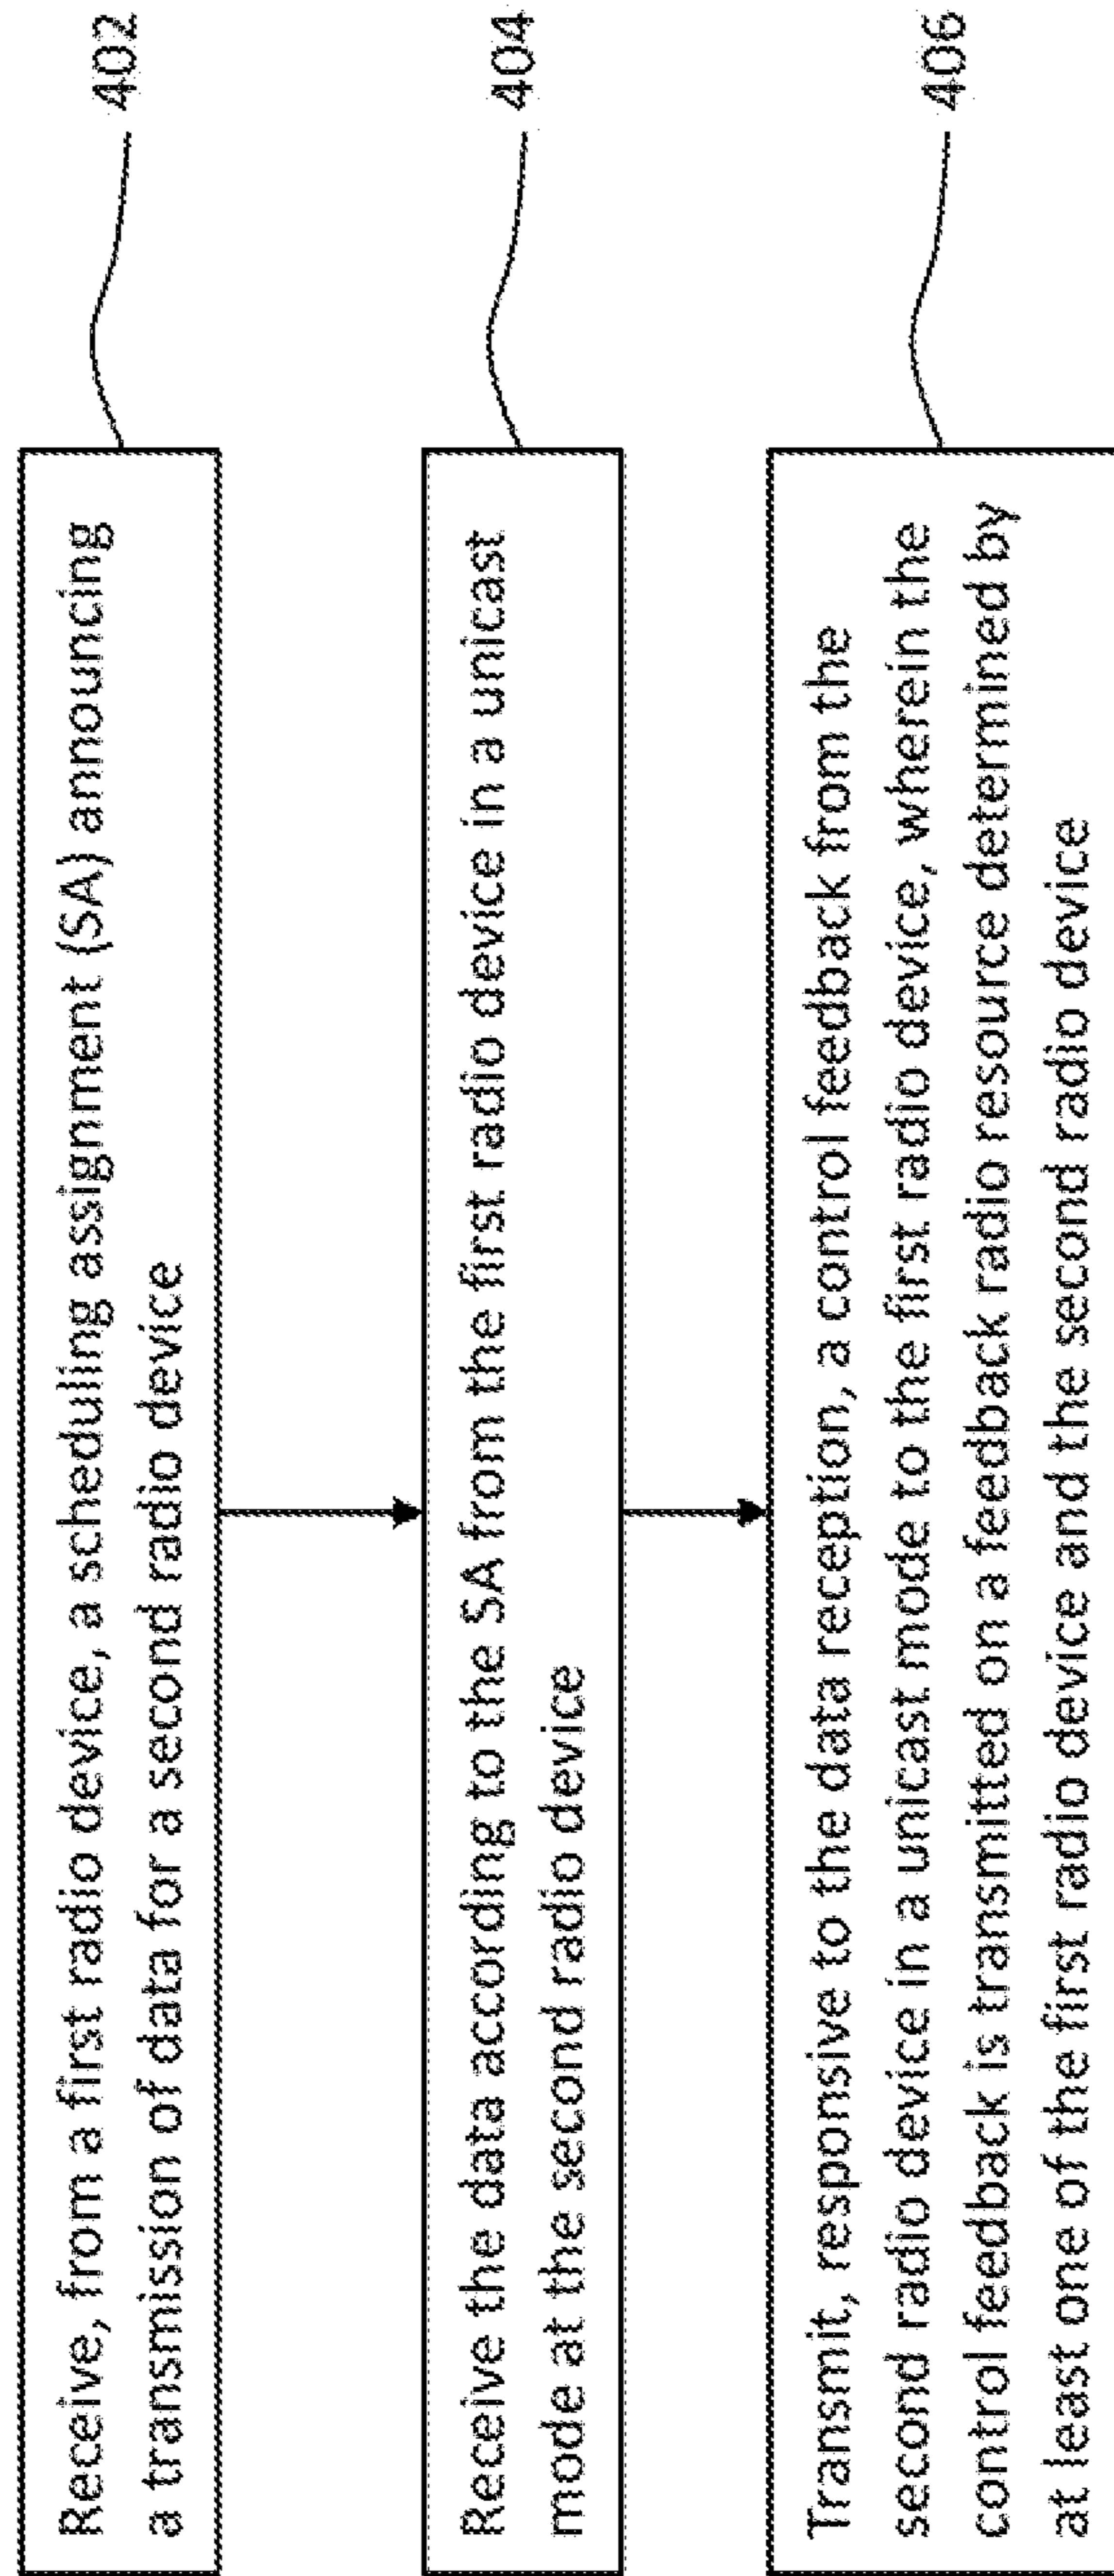 Receive, from a first radio device, a scheduling assignment (SA) announcing
a transmission of data for a second radio device
402
Receive the data according to the SA from the first radio device in a unicast
mode at the second radio device
404
Transmit, responsive to the data reception, a control feedback from the
second radio device in a unicast mode to the first radio device, wherein the
control feedback is transmitted on a feedback radio resource determined by
at least one of the first radio device and the second radio device
406